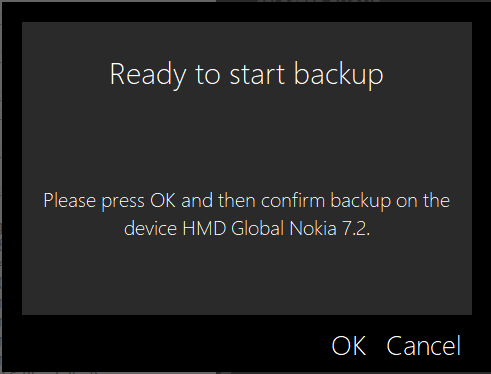 Ready to start backup
Please press OK and then confirm backup on the
device HMD Global Nokia 7.2.
OK Cancel